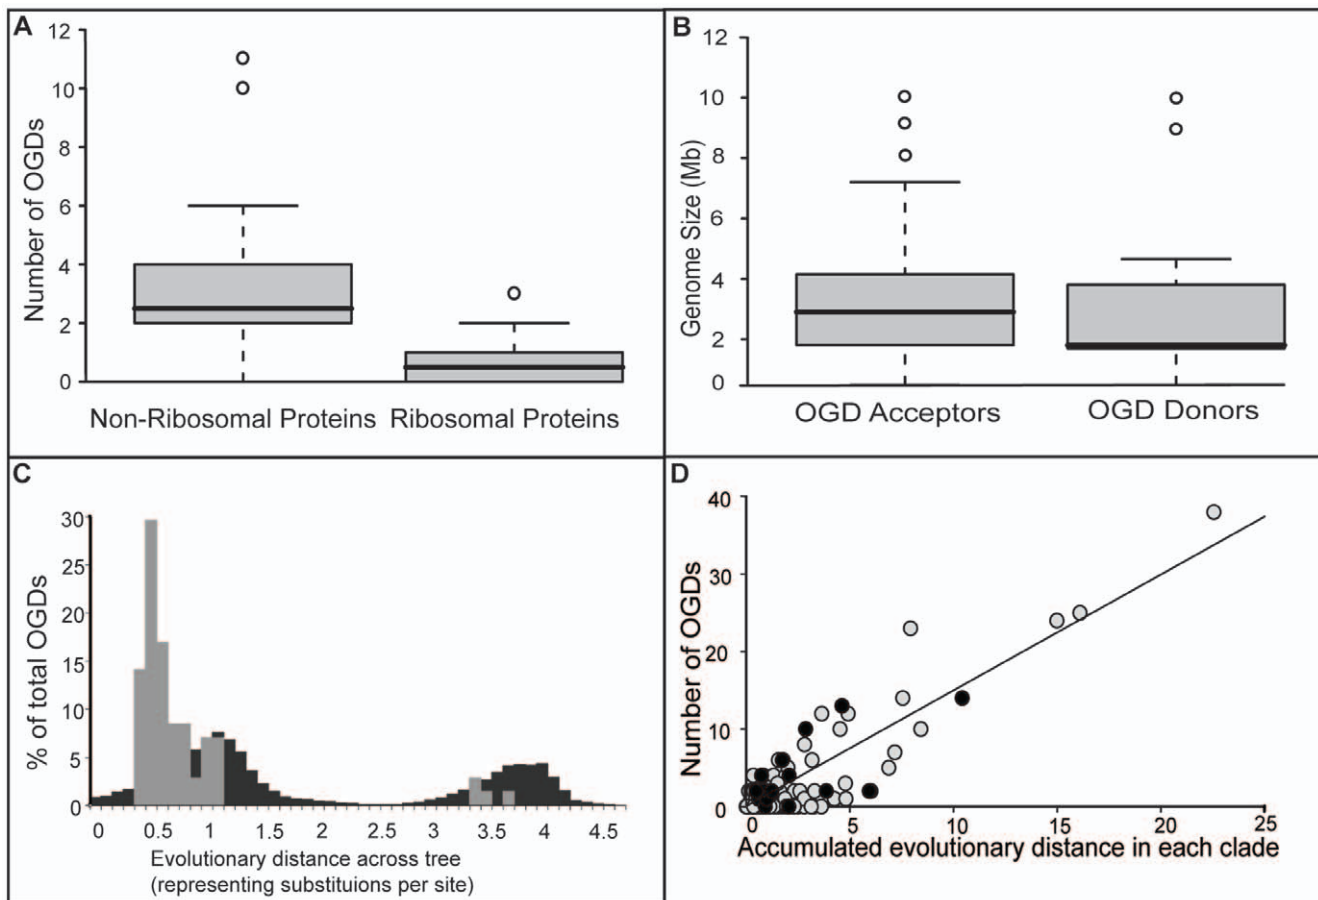 A
Number of OGDs
12
10
8
6
4
2
0
Non-Ribosomal Proteins
Ribosomal Proteins
B
Genome Size (Mb)
12
10
8
6
4
2
0
OGD Acceptors
OGD Donors
C
% of total OGDs
30
25
20
15
10
5
0
0 0.5 1 1.5 2 2.5 3 3.5 4 4.5
Evolutionary distance across tree
(representing substituions per site)
D
Number of OGDs
40
30
20
10
0
0 5 10 15 20 25
Accumulated evolutionary distance in each clade